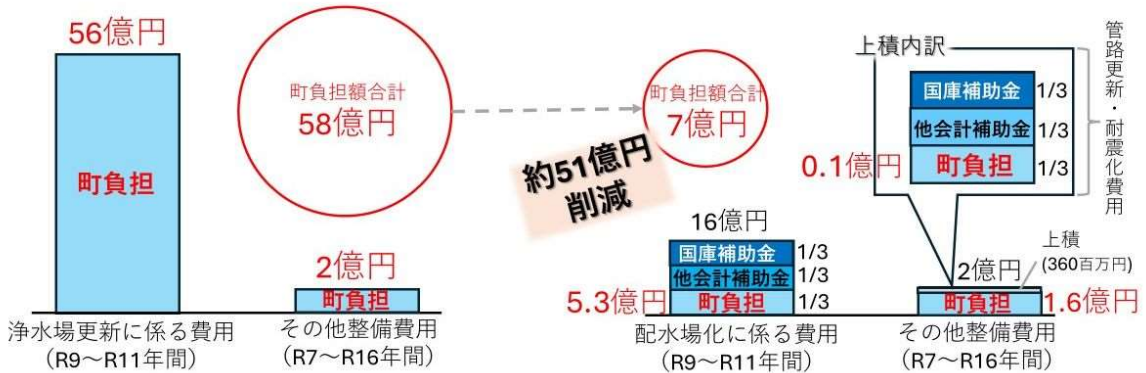 56億円
町負担
浄水場更新に係る費用
(R9～R11年間)
町負担額合計
58億円
2億円
町負担
その他整備費用
(R7～R16年間)
約51億円
削減
町負担額合計
7億円
16億円
国庫補助金 1/3
他会計補助金 1/3
5.3億円 町負担 1/3
配水場化に係る費用
(R9～R11年間)
上積内訳
国庫補助金 1/3
他会計補助金 1/3
0.1億円 町負担 1/3
管路更新・耐震化費用
上積
(360百万円)
2億円
町負担 1.6億円
その他整備費用
(R7～R16年間)